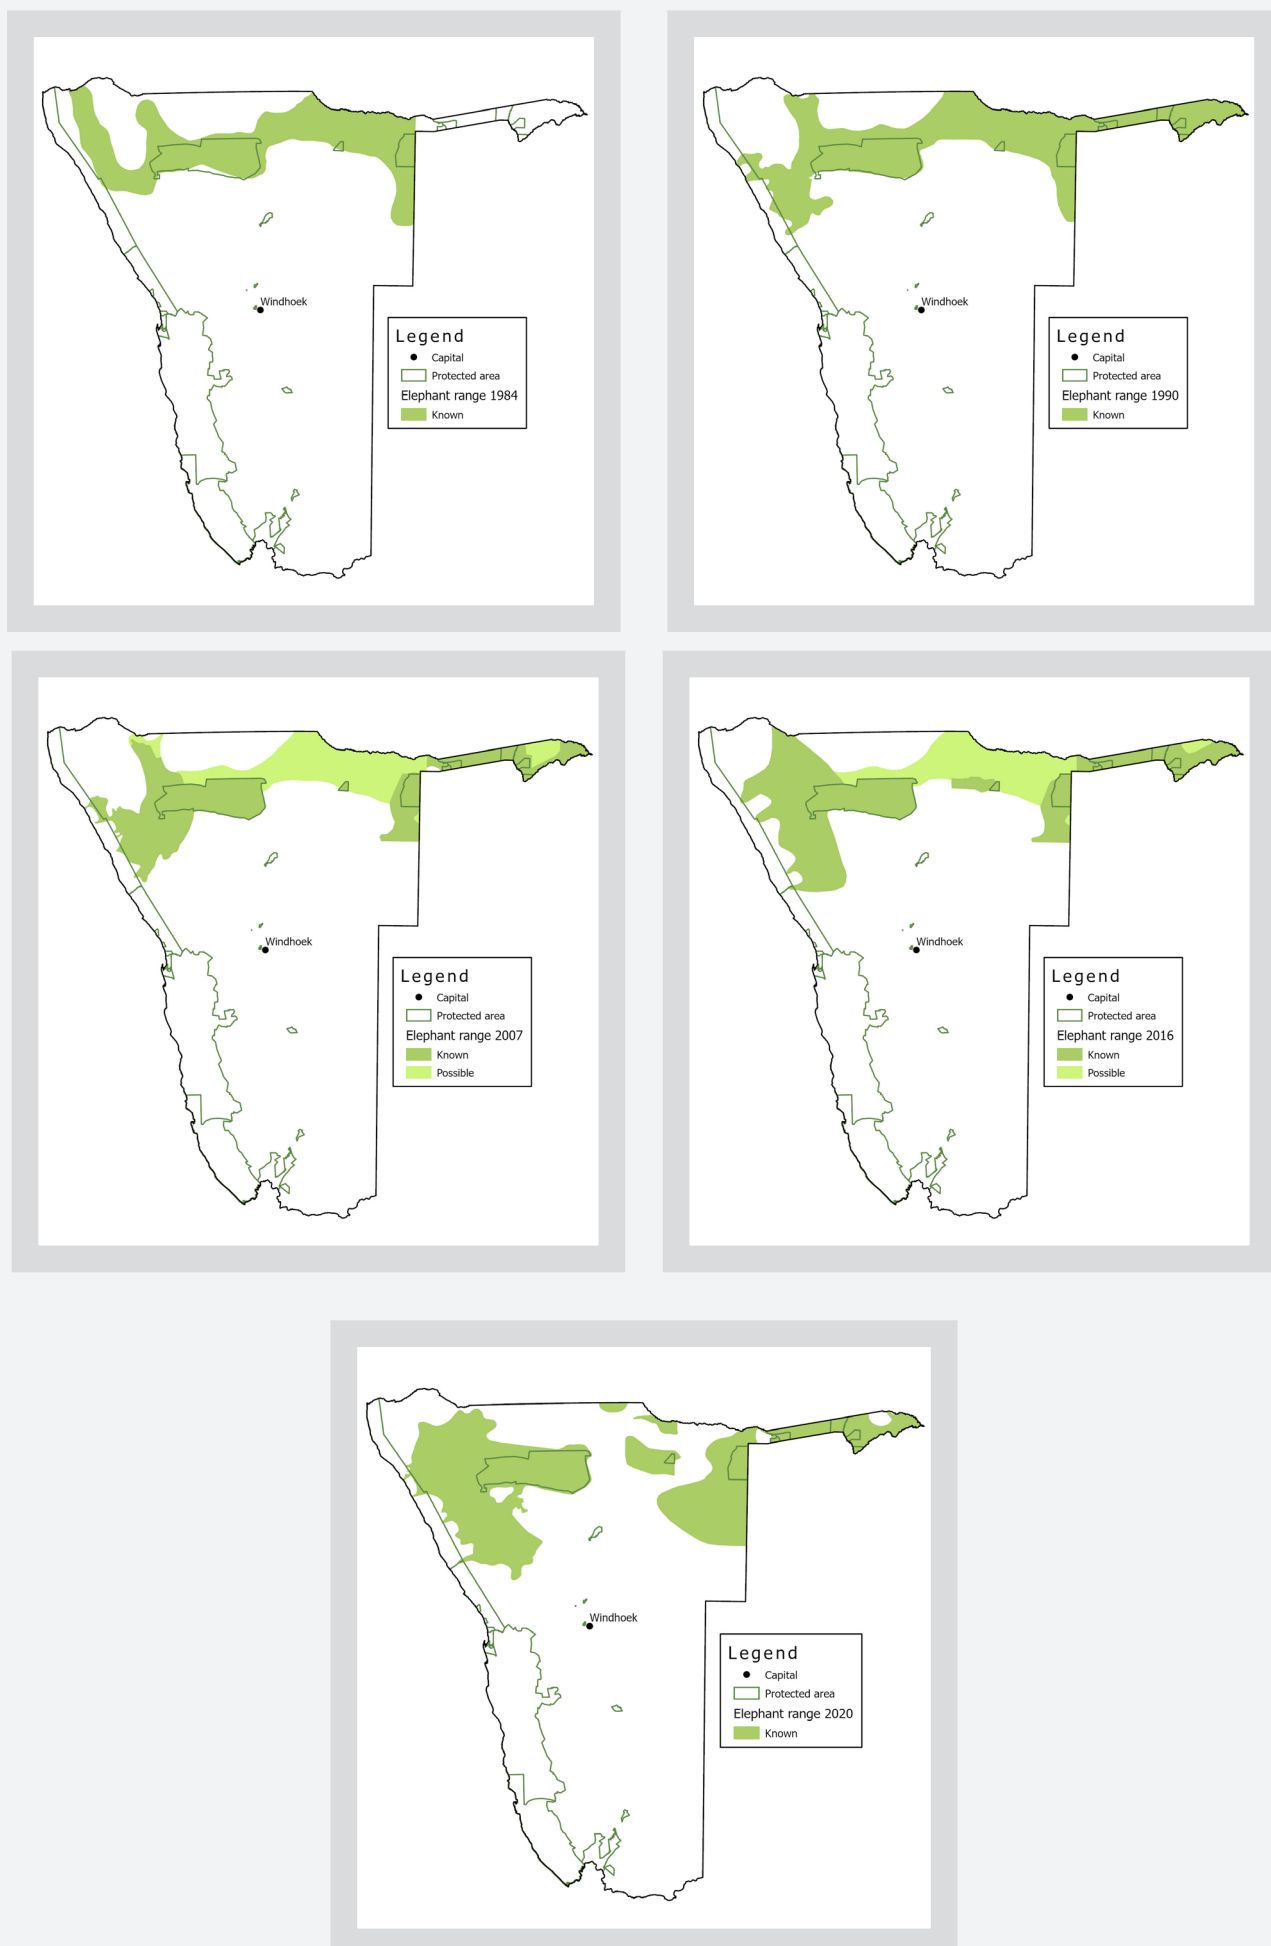 Windhoek
Legend
Capital
Protected area
Elephant range 1984
Known
Windhoek
Legend
Capital
Protected area
Elephant range 1990
Known
Windhoek
Legend
Capital
Protected area
Elephant range 2007
Known
Possible
Windhoek
Legend
Capital
Protected area
Elephant range 2016
Known
Possible
Windhoek
Legend
Capital
Protected area
Elephant range 2020
Known